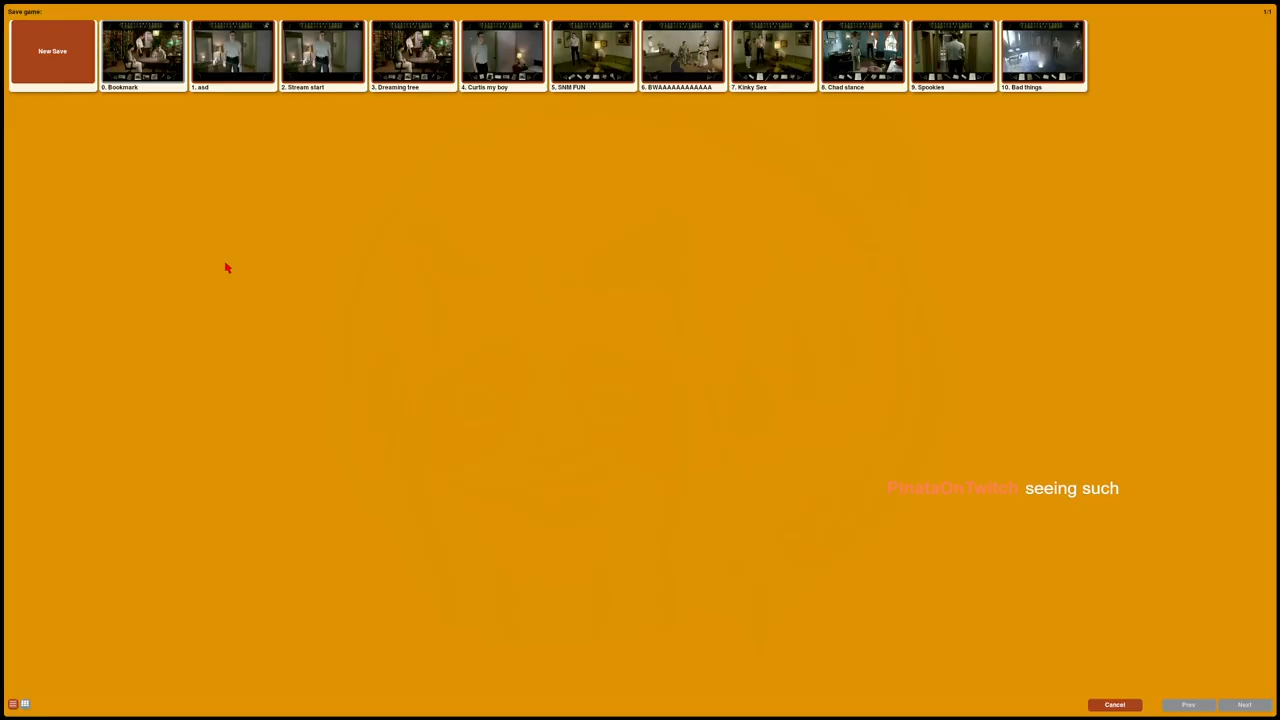 Save game:
1/1
New Save
0. Bookmark
1. asd
2. Stream start
3. Dreaming tree
4. Curtis my boy
5. SNM FUN
6. BWAAAAAAAAAAAA
7. Kinky Sex
8. Chad stance
9. Spookies
10. Bad things
PinataOnTwitch seeing such
Cancel
Prev
Next